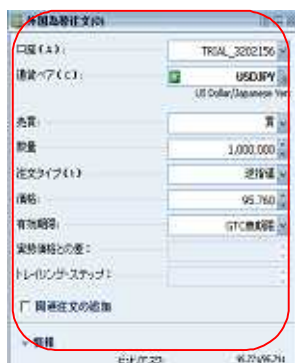 外国為替注文(O)
口座(A): TRIAL_3202156
通貨ペア(C): USDJPY
US Dollar/Japanese Yen
売買: 買
数量 1,000,000
注文タイプ(t) 逆指値
価格: 95.760
有効期限: GTC無期限
実勢価格との差:
トレーリング・ステップ:
関連注文の追加
情報